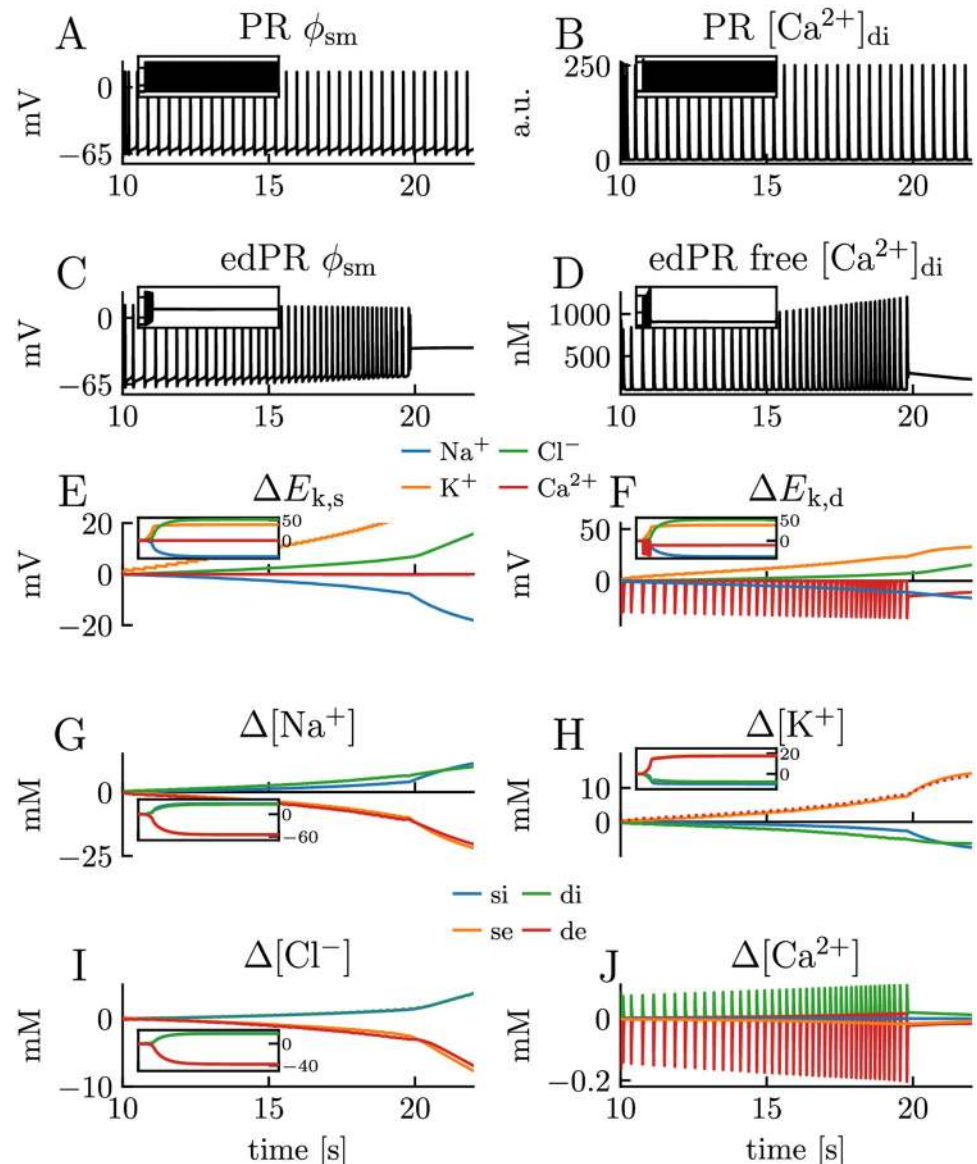 A PR ϕsm
mV
0
−65
10 15 20
B PR [Ca2+]di
a.u.
250
0
10 15 20
C edPR ϕsm
mV
0
−65
10 15 20
D edPR free [Ca2+]di
nM
1000
500
10 15 20
Na+ Cl−
K+ Ca2+
E ΔEk,s
mV
20
0
−20
50
0
F ΔEk,d
mV
50
0
50
0
G Δ[Na+]
mM
0
−25
−60
H Δ[K+]
mM
10
0
20
0
si di
se de
I Δ[Cl−]
mM
0
−10
0
−40
10 15 20
time [s]
J Δ[Ca2+]
mM
0
−0.2
10 15 20
time [s]